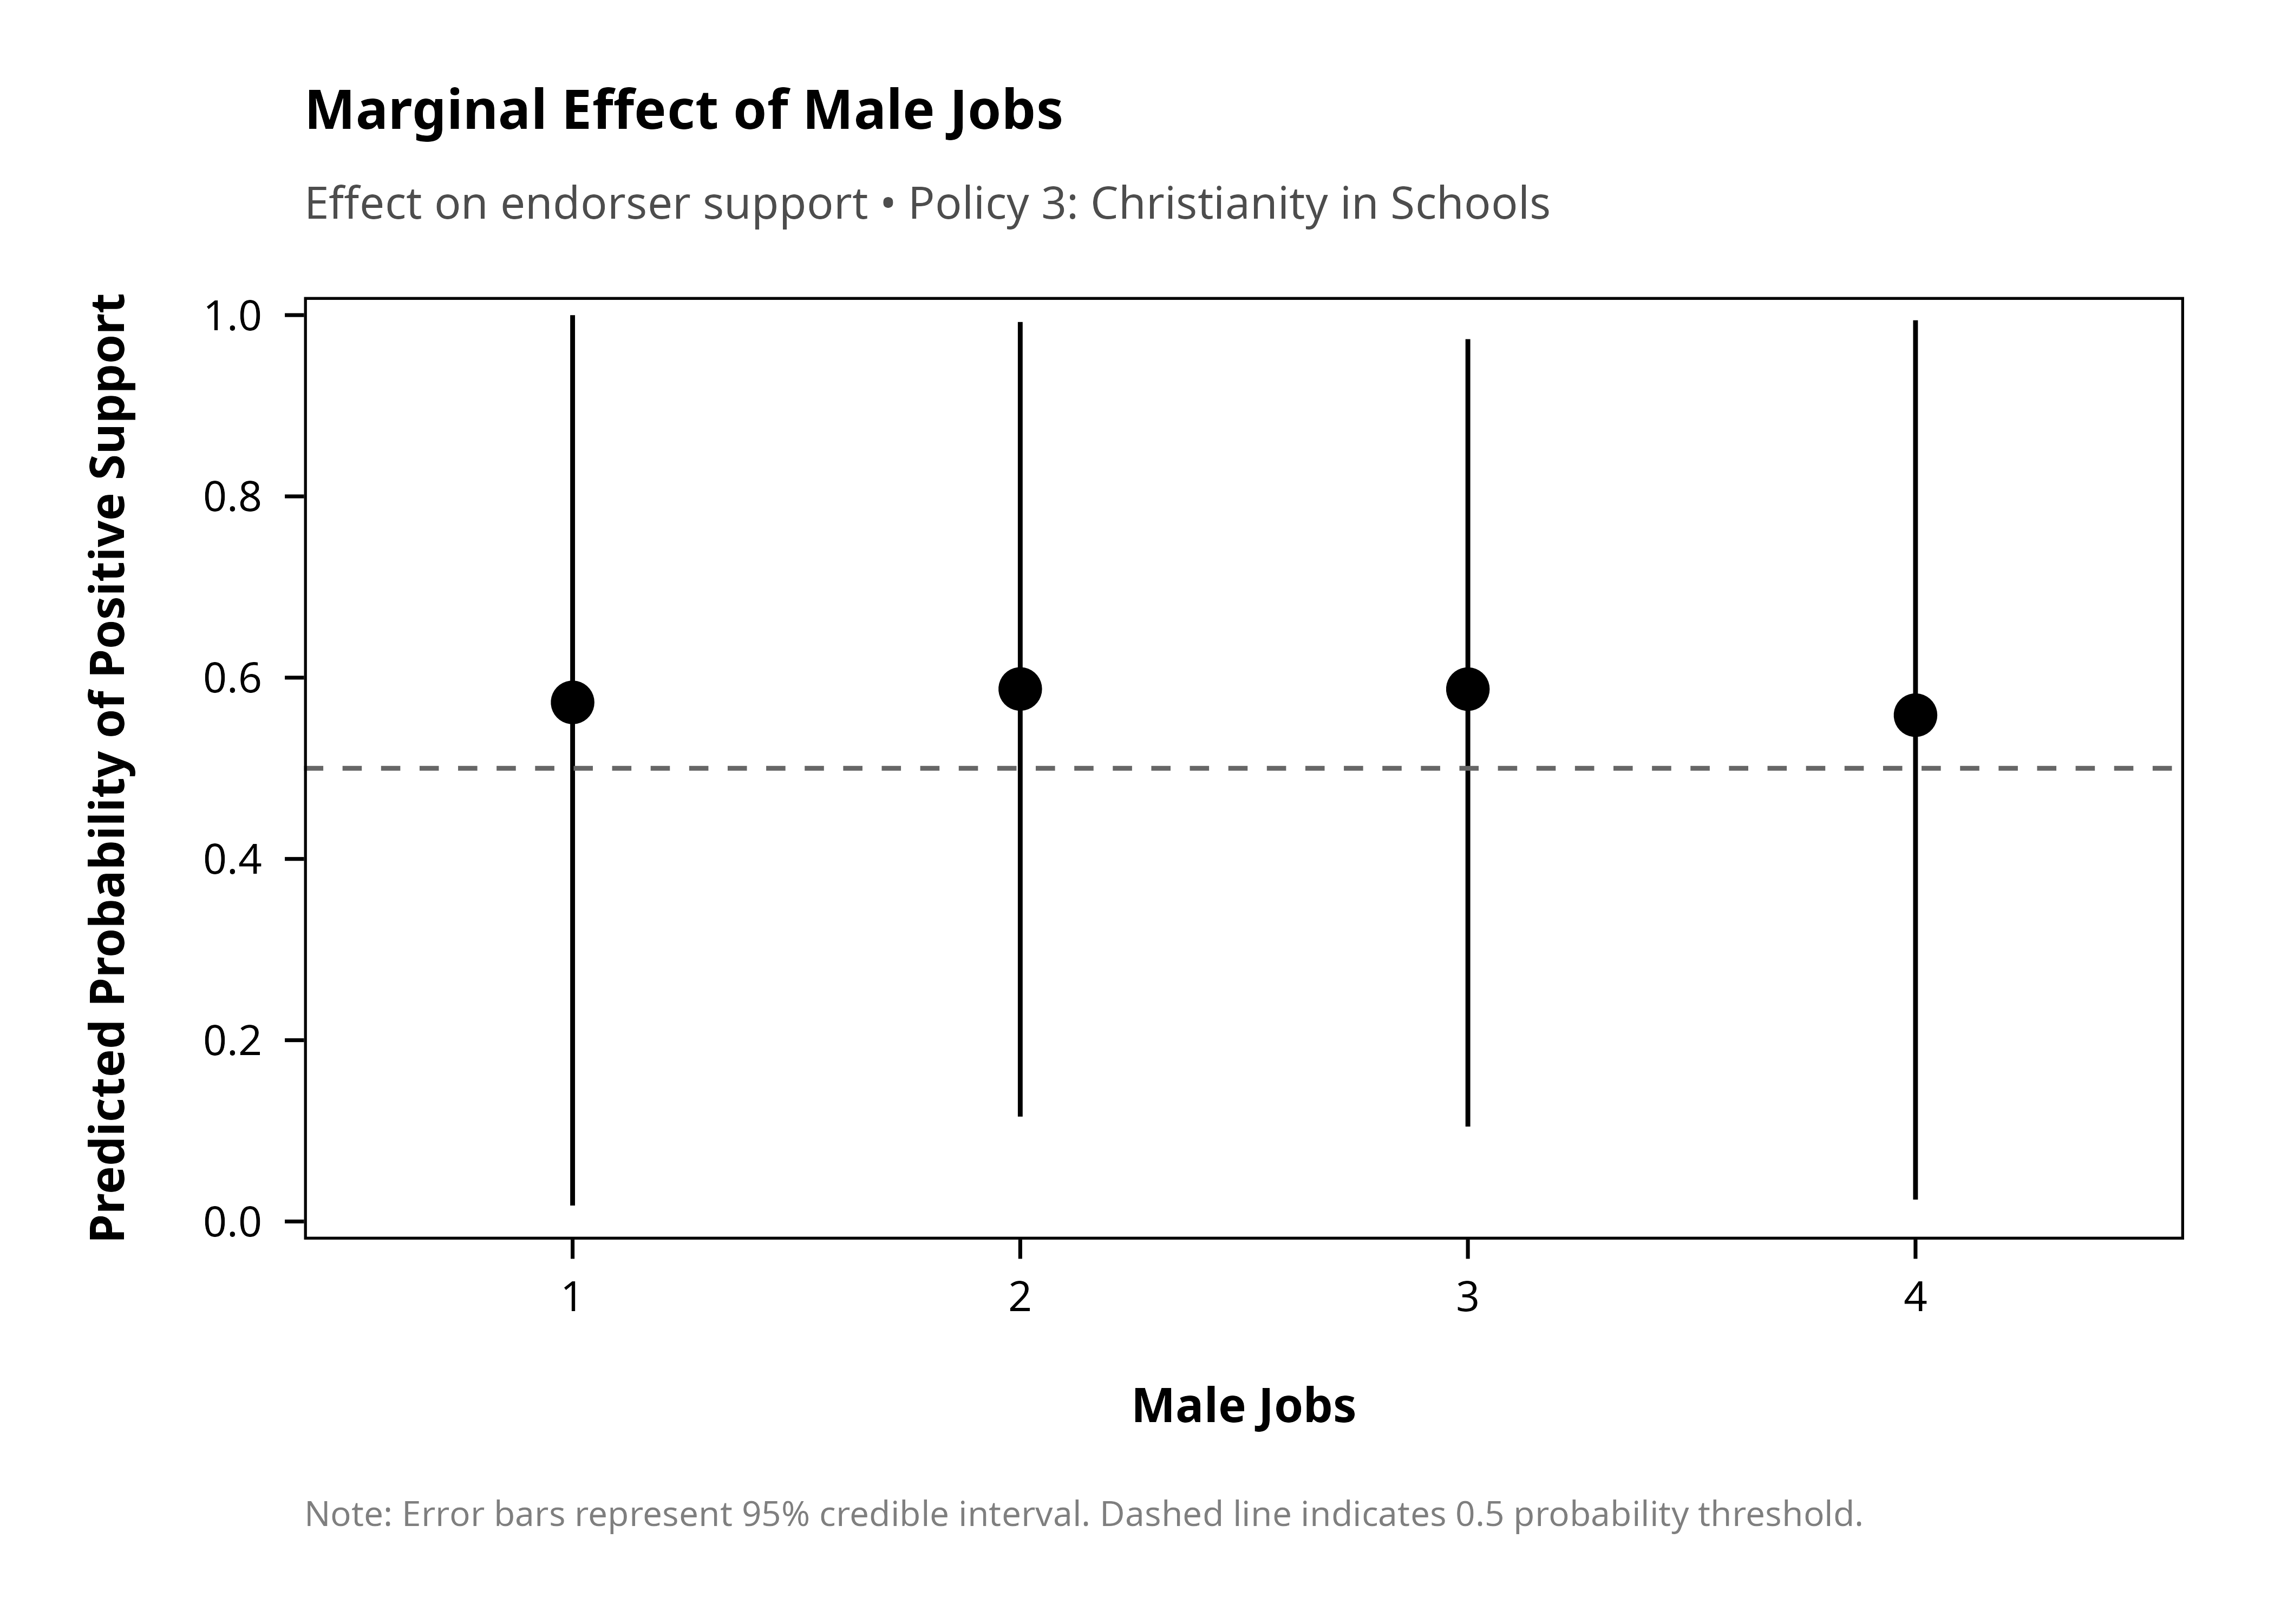 Marginal Effect of Male Jobs
Effect on endorser support • Policy 3: Christianity in Schools
Predicted Probability of Positive Support
1.0
0.8
0.6
0.4
0.2
0.0
1 2 3 4
Male Jobs
Note: Error bars represent 95% credible interval. Dashed line indicates 0.5 probability threshold.